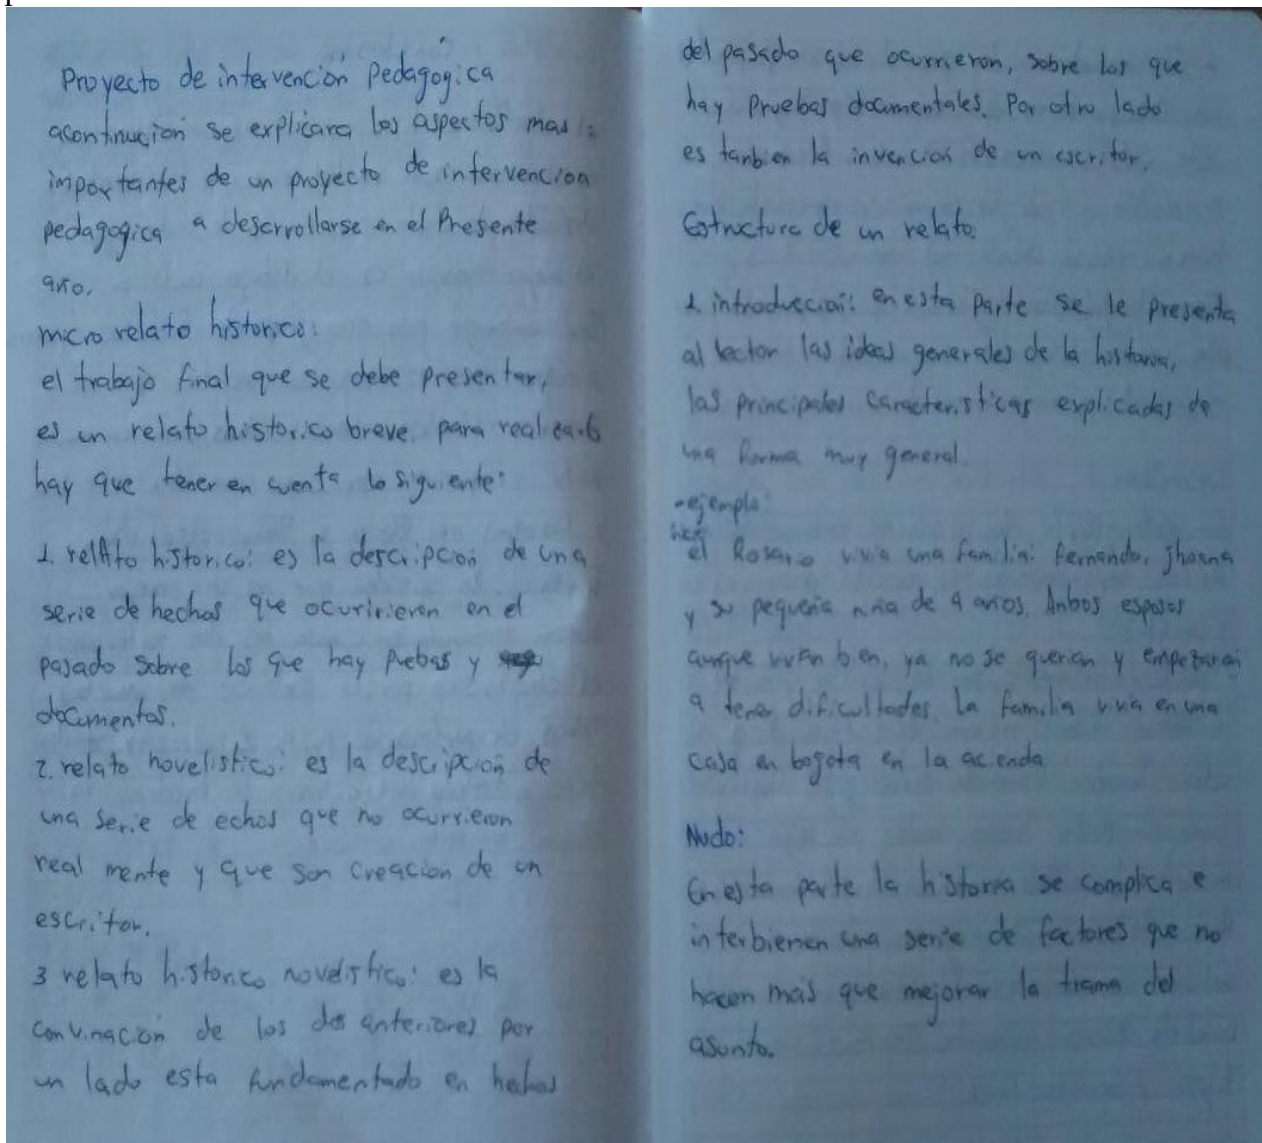 Proyecto de intervención Pedagogica
acontinuación se explicara los aspectos mas
importantes de un proyecto de intervencion
pedagogica a descrrollarse en el Presente
año.
micro relato historico:
el trabajo final que se debe presentar,
es un relato historico breve. para realizarlo
hay que tener en cuenta lo siguiente:
1. relAto historico: es la descripcion de una
serie de hechos que ocuririeren en el
pasado sobre los que hay puebas y
documentos.
2. relato novelistico: es la descripcion de
una serie de echos que no ocurrieron
real mente y que son creacion de un
escritor.
3 relato historico novelistico: es la
convinación de los dos anteriores por
un lado esta fundamentado en hechos
del pasado que ocurrieron, sobre los que
hay Pruebas documentales. Por otro lado
es tanbien la invencion de un escritor.
Estructura de un relato.
1. introduccion: en esta parte se le presenta
al lector las ideas generales de la historia,
las principales caracteristicas explicadas de
una forma muy general.
-ejemplo:
el Rosario vivia una familia: fernando, jhoana
y su pequeña niña de 4 años. Anbos esposos
aunque vivian bien, ya no se querian y empezaron
a tener dificultades. La familia vivia en una
casa en bogota en la acienda
Nudo:
En esta parte la historia se complica e
interbienen una serie de factores que no
hacen mas que mejorar la trama del
asunto.